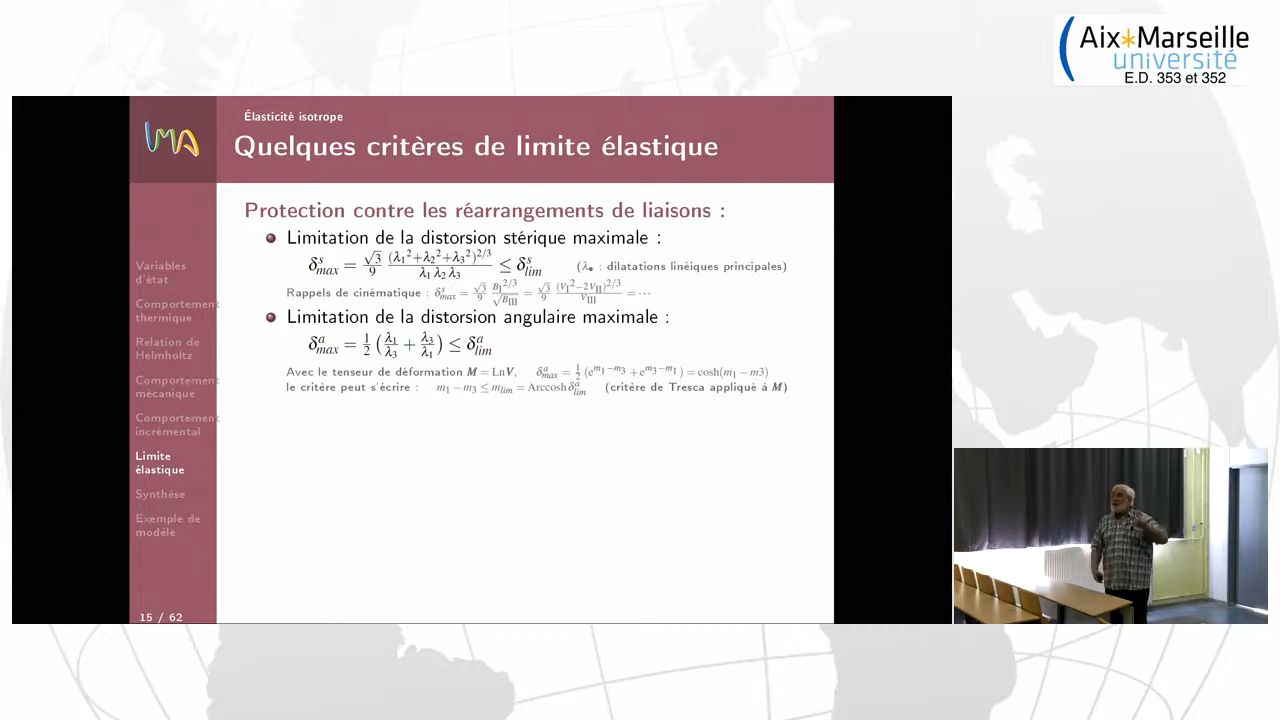 Aix*Marseille
université
E.D. 353 et 352
LMA
Élasticité isotrope
Quelques critères de limite élastique
Protection contre les réarrangements de liaisons :
Limitation de la distorsion stérique maximale :
δ^s_max = √3/9 (λ₁²+λ₂²+λ₃²)^2/3 / λ₁ λ₂ λ₃ ≤ δ^s_lim (λ• : dilatations linéiques principales)
Rappels de cinématique : δ^s_max = √3/9 B_I^2/3 / √B_III = √3/9 (V_I²−2V_II)^2/3 / V_III = ⋯
Limitation de la distorsion angulaire maximale :
δ^a_max = 1/2 (λ₁/λ₃ + λ₃/λ₁) ≤ δ^a_lim
Avec le tenseur de déformation M = Ln V, δ^a_max = 1/2 (e^m₁−m₃ + e^m₃−m₁) = cosh(m₁ − m3)
le critère peut s'écrire : m₁ − m₃ ≤ m_lim = Arccosh δ^a_lim (critère de Tresca appliqué à M)
Variables
d'état
Comportement
thermique
Relation de
Helmholtz
Comportement
mécanique
Comportement
incrémental
Limite
élastique
Synthèse
Exemple de
modèle
15 / 62